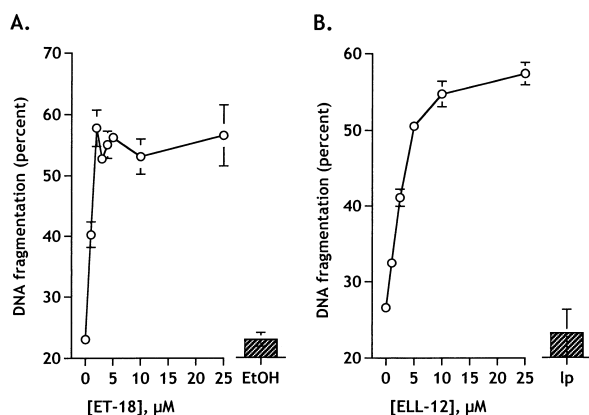 A.
DNA fragmentation (percent)
70
60
50
40
30
20
0 5 10 15 20 25 EtOH
[ET-18], μM
B.
DNA fragmentation (percent)
60
50
40
30
20
0 5 10 15 20 25 lp
[ELL-12], μM